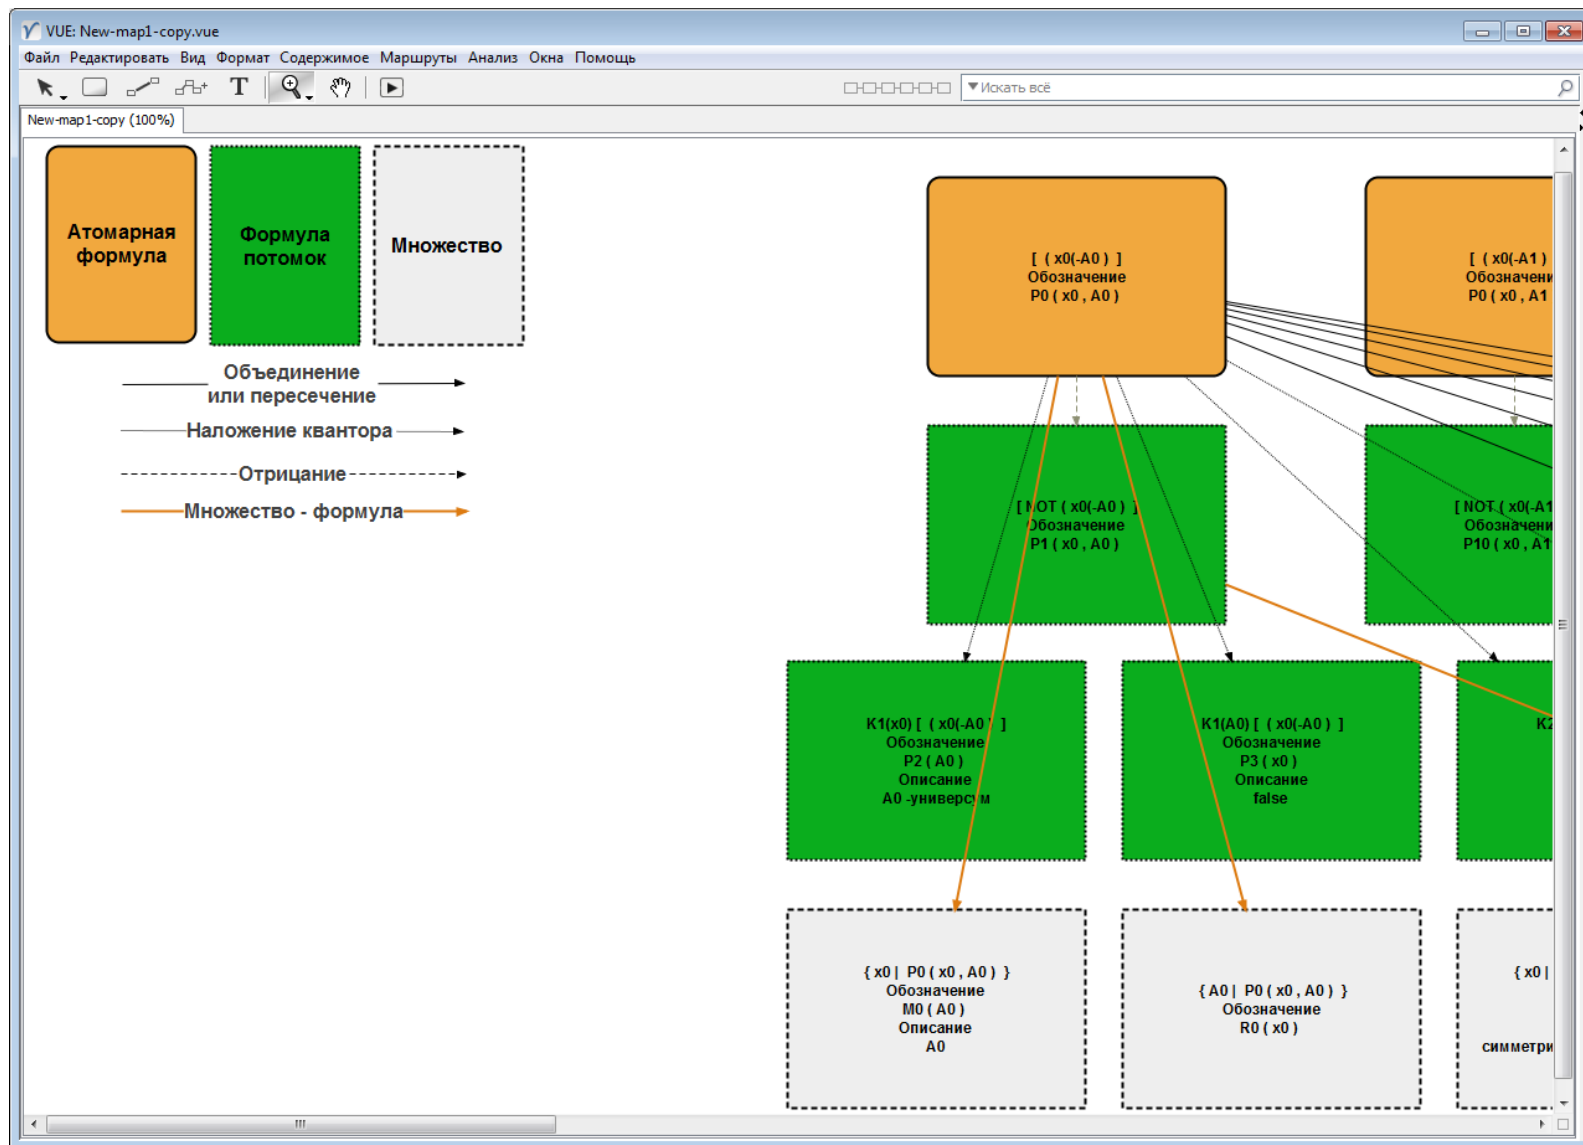 VUE: New-map1-copy.vue
Файл Редактировать Вид Формат Содержимое Маршруты Анализ Окна Помощь
T
Искать всё
New-map1-copy (100%)
Атомарная
формула
Формула
потомок
Множество
Объединение
или пересечение
Наложение квантора
Отрицание
Множество - формула
[ ( x0(-A0 ) ]
Обозначение
P0 ( x0 , A0 )
[ ( x0(-A1 )
Обозначени
P0 ( x0 , A1
[ NOT ( x0(-A0 ) ]
Обозначение
P1 ( x0 , A0 )
[ NOT ( x0(-A1
Обозначени
P10 ( x0 , A1
K1(x0) [ ( x0(-A0 ) ]
Обозначение
P2 ( A0 )
Описание
A0 -универсум
K1(A0) [ ( x0(-A0 ) ]
Обозначение
P3 ( x0 )
Описание
false
K2
{ x0 | P0 ( x0 , A0 ) }
Обозначение
M0 ( A0 )
Описание
A0
{ A0 | P0 ( x0 , A0 ) }
Обозначение
R0 ( x0 )
{ x0 |
симметри